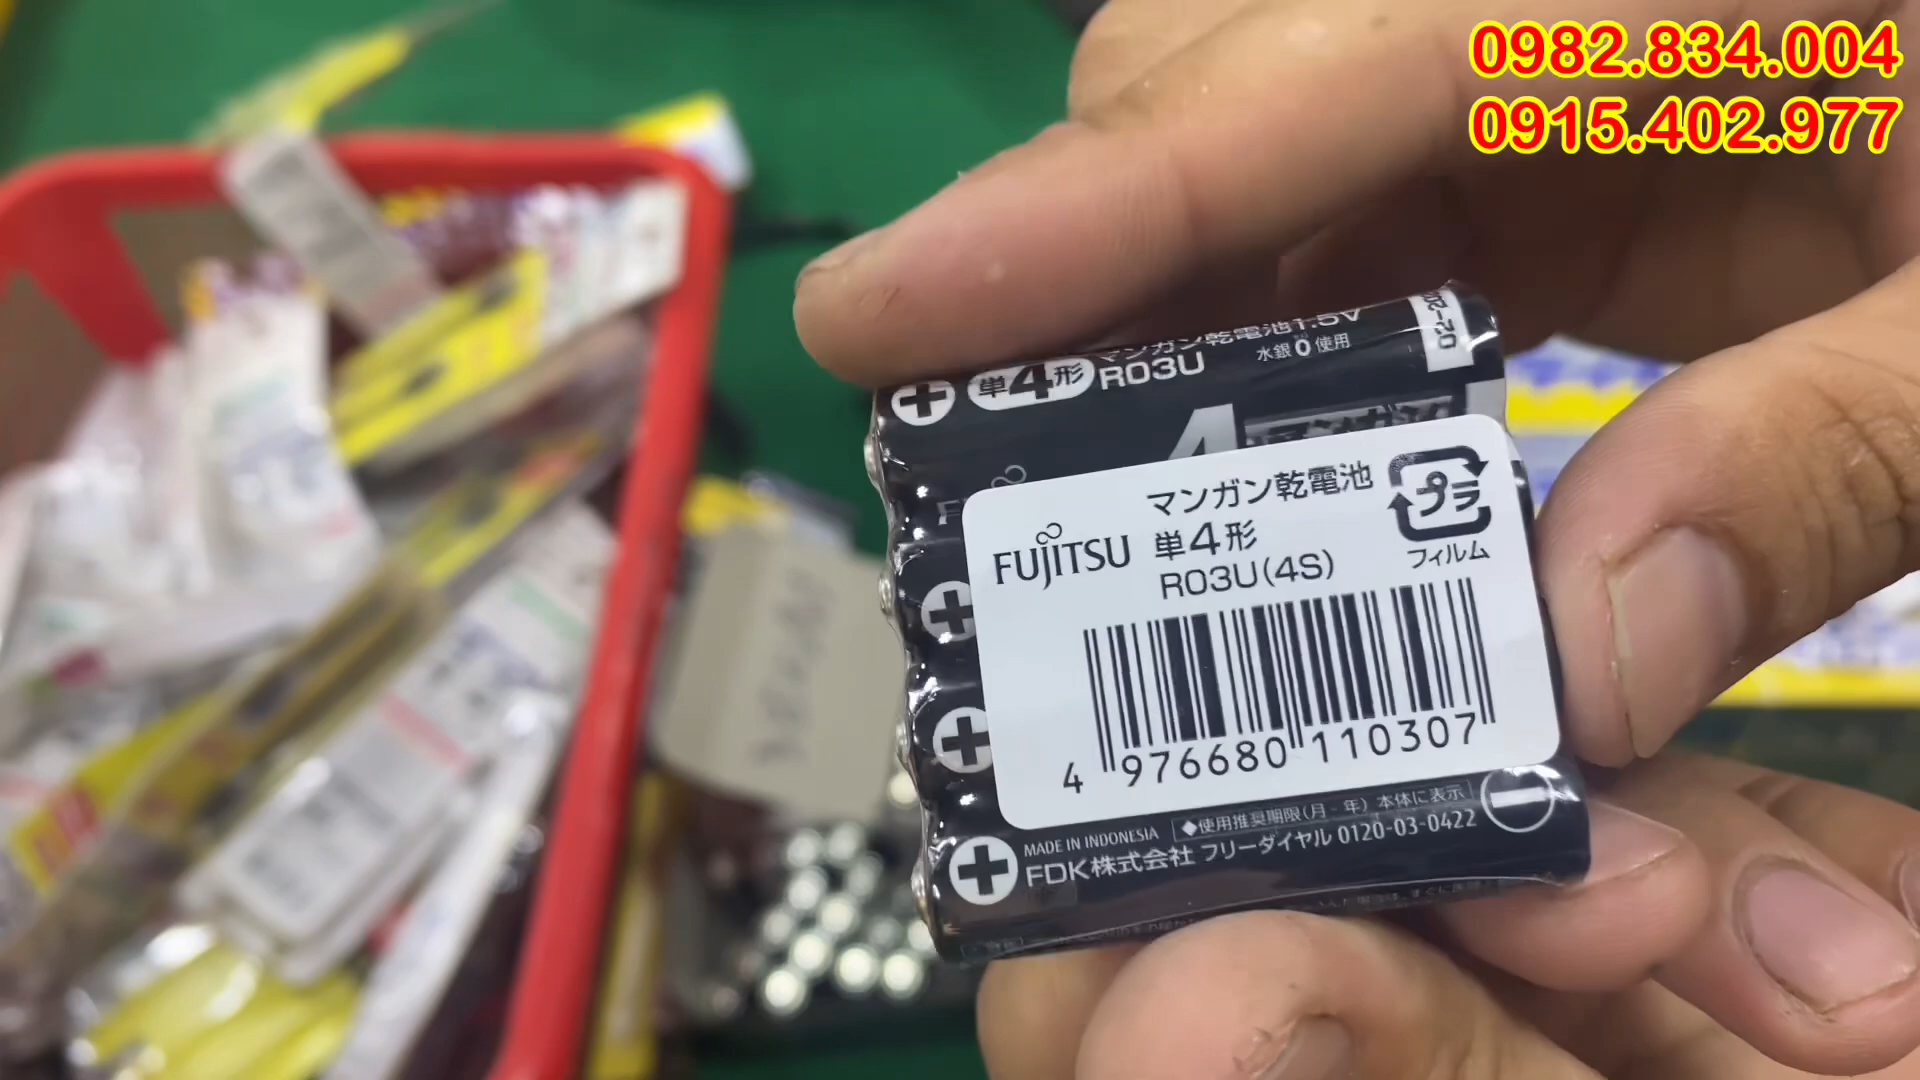 0982.834.004
0915.402.977
マンガン乾電池1.5V
単4形
R03U
水銀0使用
マンガン乾電池
単4形
R03U(4S)
FUJITSU
プラ
フィルム
4 976680 110307
MADE IN INDONESIA
◆使用推奨期限(月-年)本体に表示
FDK株式会社 フリーダイヤル 0120-03-0422